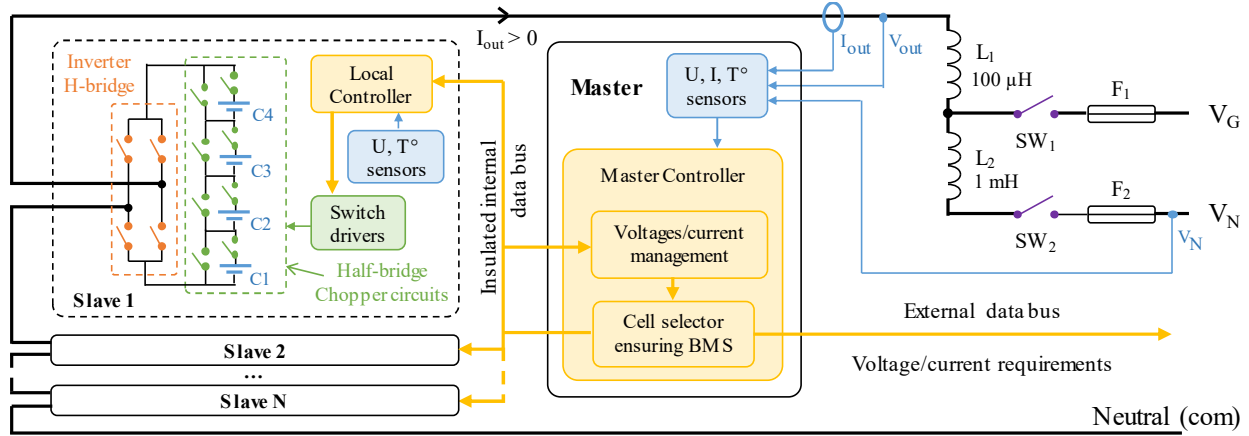 I_out > 0
I_out
V_out
Inverter
H-bridge
C4
C3
C2
C1
Local
Controller
U, T°
sensors
Switch
drivers
Half-bridge
Chopper circuits
Slave 1
Slave 2
...
Slave N
Insulated internal
data bus
Master
U, I, T°
sensors
Master Controller
Voltages/current
management
Cell selector
ensuring BMS
L₁
100 µH
L₂
1 mH
SW₁
F₁
V_G
SW₂
F₂
V_N
V_N
External data bus
Voltage/current requirements
Neutral (com)